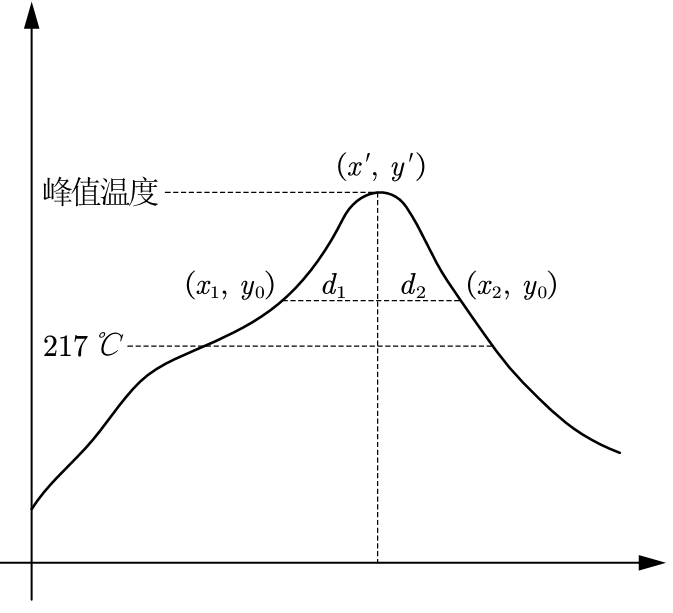 (x′, y′)
峰值温度
(x₁, y₀) d₁ d₂ (x₂, y₀)
217 ℃